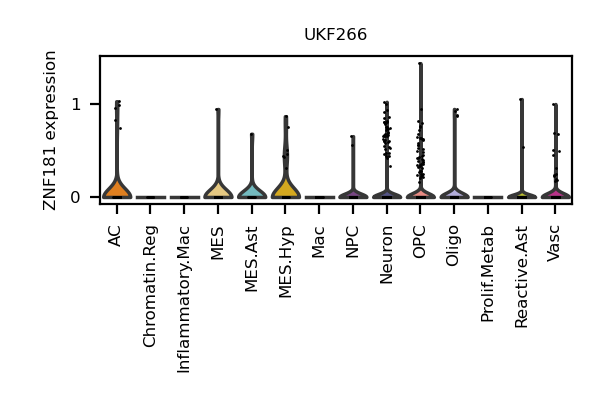 UKF266
ZNF181 expression
1
0
AC
Chromatin.Reg
Inflammatory.Mac
MES
MES.Ast
MES.Hyp
Mac
NPC
Neuron
OPC
Oligo
Prolif.Metab
Reactive.Ast
Vasc